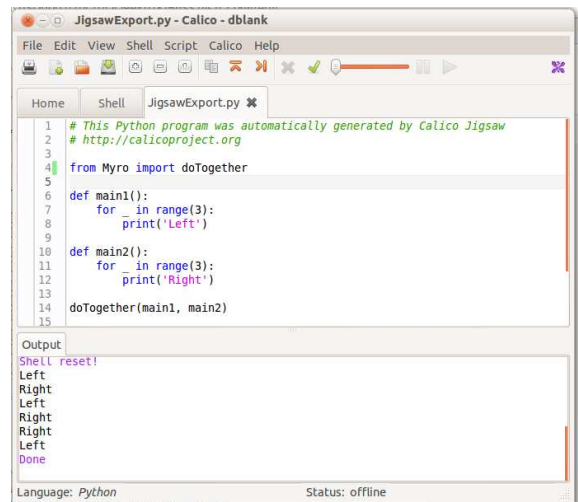 JigsawExport.py - Calico - dblank
File Edit View Shell Script Calico Help
Home Shell JigsawExport.py
1 # This Python program was automatically generated by Calico Jigsaw
2 # http://calicoproject.org
3
4 from Myro import doTogether
5
6 def main1():
7     for _ in range(3):
8         print('Left')
9
10 def main2():
11     for _ in range(3):
12         print('Right')
13
14 doTogether(main1, main2)
15
Output
Shell reset!
Left
Right
Left
Right
Right
Left
Done
Language: Python Status: offline